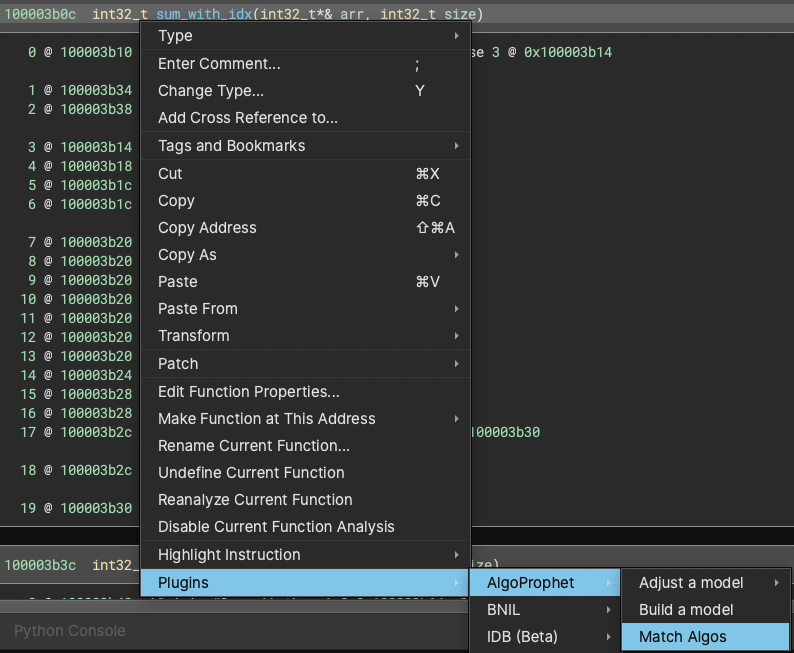 100003b0c int32_t sum_with_idx(int32_t*& arr, int32_t size)
Type
0 @ 100003b10 se 3 @ 0x100003b14
Enter Comment... ;
1 @ 100003b34 Change Type... Y
2 @ 100003b38 Add Cross Reference to...
3 @ 100003b14 Tags and Bookmarks
4 @ 100003b18 Cut ⌘X
5 @ 100003b1c
6 @ 100003b1c Copy ⌘C
Copy Address ⇧⌘A
7 @ 100003b20
8 @ 100003b20 Copy As
9 @ 100003b20 Paste ⌘V
10 @ 100003b20
11 @ 100003b20 Paste From
12 @ 100003b20 Transform
13 @ 100003b20 Patch
14 @ 100003b24
15 @ 100003b28 Edit Function Properties...
16 @ 100003b28 Make Function at This Address
17 @ 100003b2c 100003b30
Rename Current Function...
18 @ 100003b2c Undefine Current Function
Reanalyze Current Function
19 @ 100003b30
Disable Current Function Analysis
Highlight Instruction
100003b3c int32_ ize)
Plugins AlgoProphet Adjust a model
BNIL Build a model
Python Console IDB (Beta) Match Algos